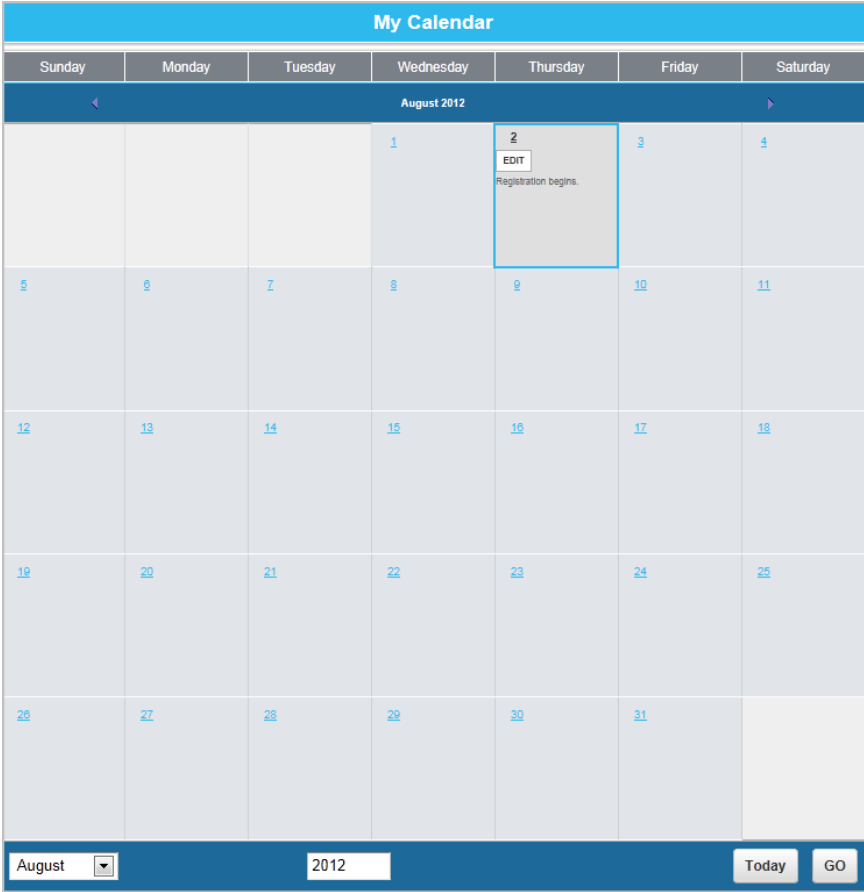 My Calendar
Sunday Monday Tuesday Wednesday Thursday Friday Saturday
August 2012
1 2 3 4
EDIT
Registration begins.
5 6 7 8 9 10 11
12 13 14 15 16 17 18
19 20 21 22 23 24 25
26 27 28 29 30 31
August 2012 Today GO